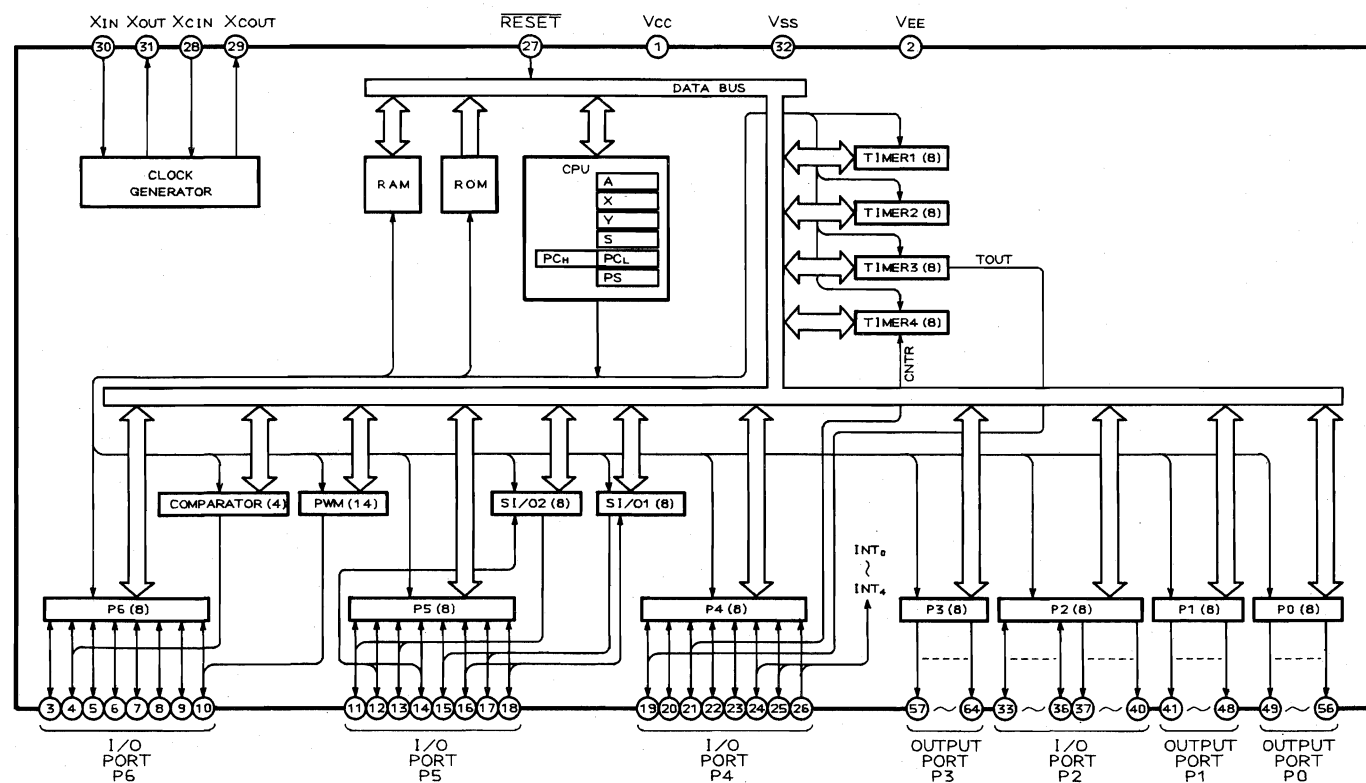 XIN XOUT XCIN XCOUT RESET VCC VSS VEE
30 31 28 29 27 1 32 2
DATA BUS
CLOCK
GENERATOR
RAM
ROM
CPU
A
X
Y
S
PCH PCL
PS
TIMER1 (8)
TIMER2 (8)
TIMER3 (8)
TOUT
TIMER4 (8)
CNTR
COMPARATOR (4)
PWM (14)
SI/O2 (8)
SI/O1 (8)
INT0
~
INT4
P6 (8)
P5 (8)
P4 (8)
P3 (8)
P2 (8)
P1 (8)
P0 (8)
3 4 5 6 7 8 9 10
11 12 13 14 15 16 17 18
19 20 21 22 23 24 25 26
57 ~ 64
33 ~ 36 37 ~ 40
41 ~ 48
49 ~ 56
I/O
PORT
P6
I/O
PORT
P5
I/O
PORT
P4
OUTPUT
PORT
P3
I/O
PORT
P2
OUTPUT
PORT
P1
OUTPUT
PORT
P0